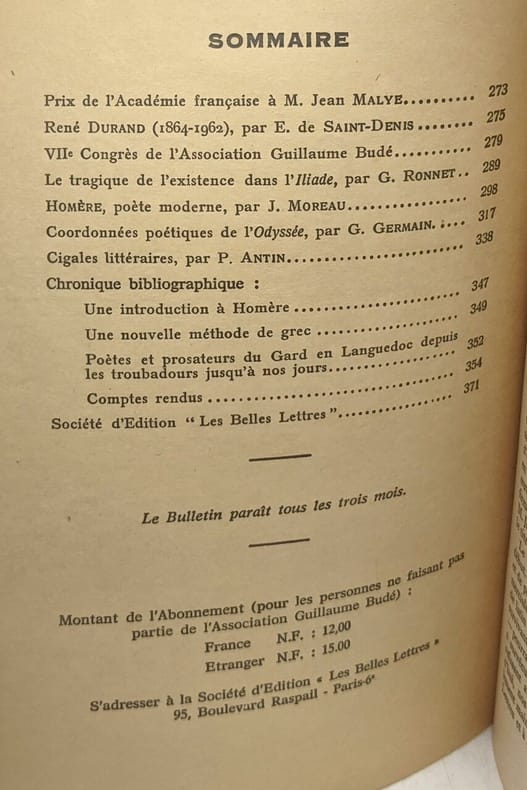 SOMMAIRE
Prix de l'Académie française à M. Jean MALYE.......... 273
René DURAND (1864-1962), par E. de SAINT-DENIS ........ 275
VIIe Congrès de l'Association Guillaume Budé........... 279
Le tragique de l'existence dans l'Iliade, par G. RONNET.. 289
HOMÈRE, poète moderne, par J. MOREAU................. 298
Coordonnées poétiques de l'Odyssée, par G. GERMAIN..... 317
Cigales littéraires, par P. ANTIN......................... 338
Chronique bibliographique :
Une introduction à Homère ........................ 347
Une nouvelle méthode de grec ..................... 349
Poètes et prosateurs du Gard en Languedoc depuis
les troubadours jusqu'à nos jours................... 352
Comptes rendus .................................... 354
Société d'Edition “ Les Belles Lettres ”................. 371
Le Bulletin paraît tous les trois mois.
Montant de l'Abonnement (pour les personnes ne faisant pas
partie de l'Association Guillaume Budé) :
France N.F. : 12,00
Etranger N.F. : 15.00
S'adresser à la Société d'Edition « Les Belles Lettres »
95, Boulevard Raspail - Paris-6e